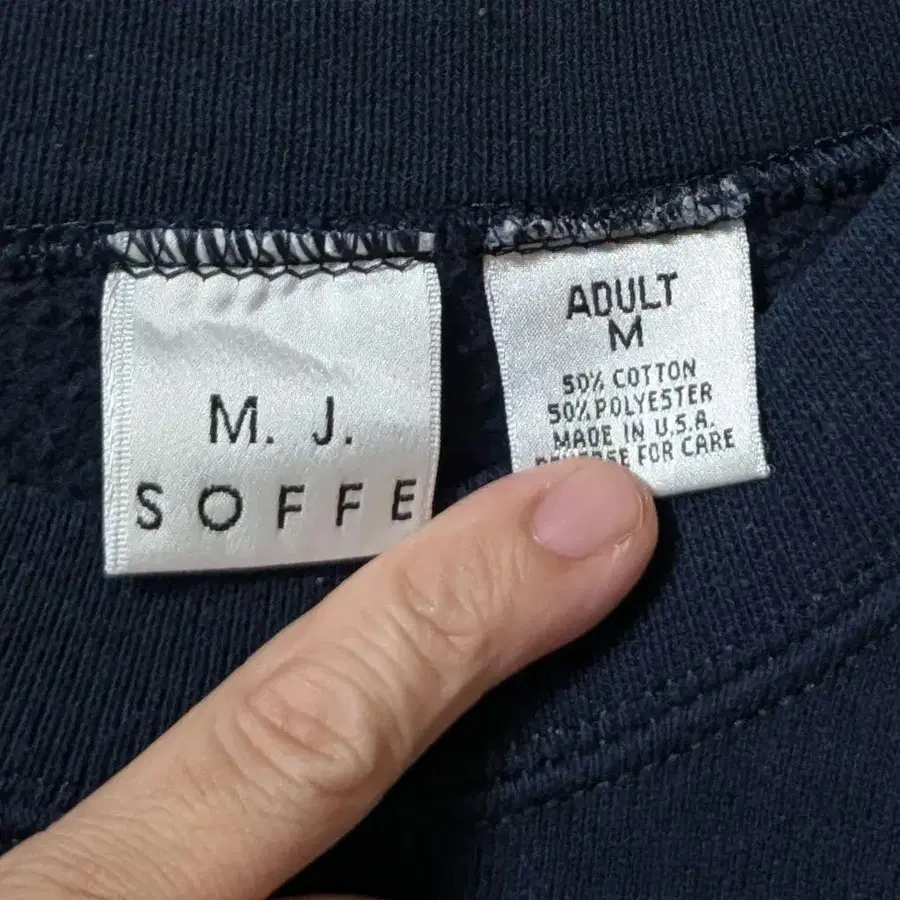 M. J.
SOFFE
ADULT
M
50% COTTON
50% POLYESTER
MADE IN U.S.A.
FOR CARE